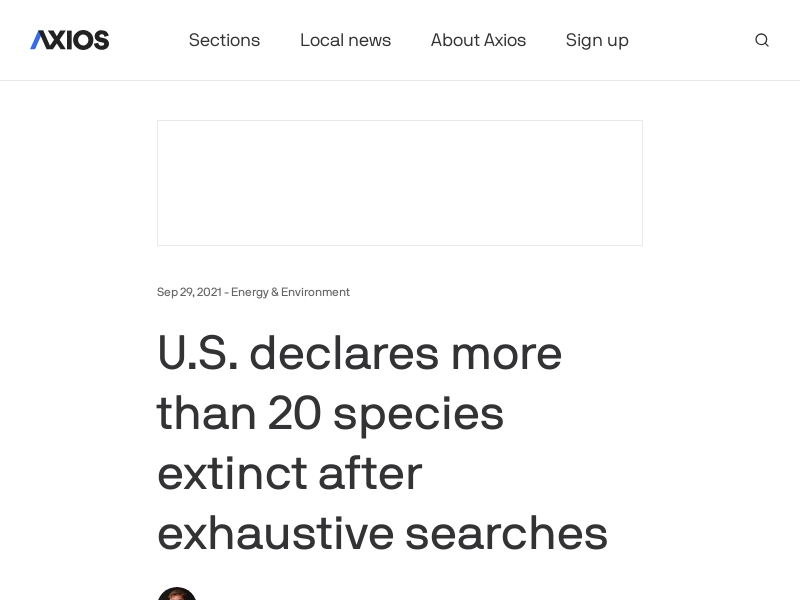 AXIOS
Sections
Local news
About Axios
Sign up
Sep 29, 2021 - Energy & Environment
U.S. declares more
than 20 species
extinct after
exhaustive searches